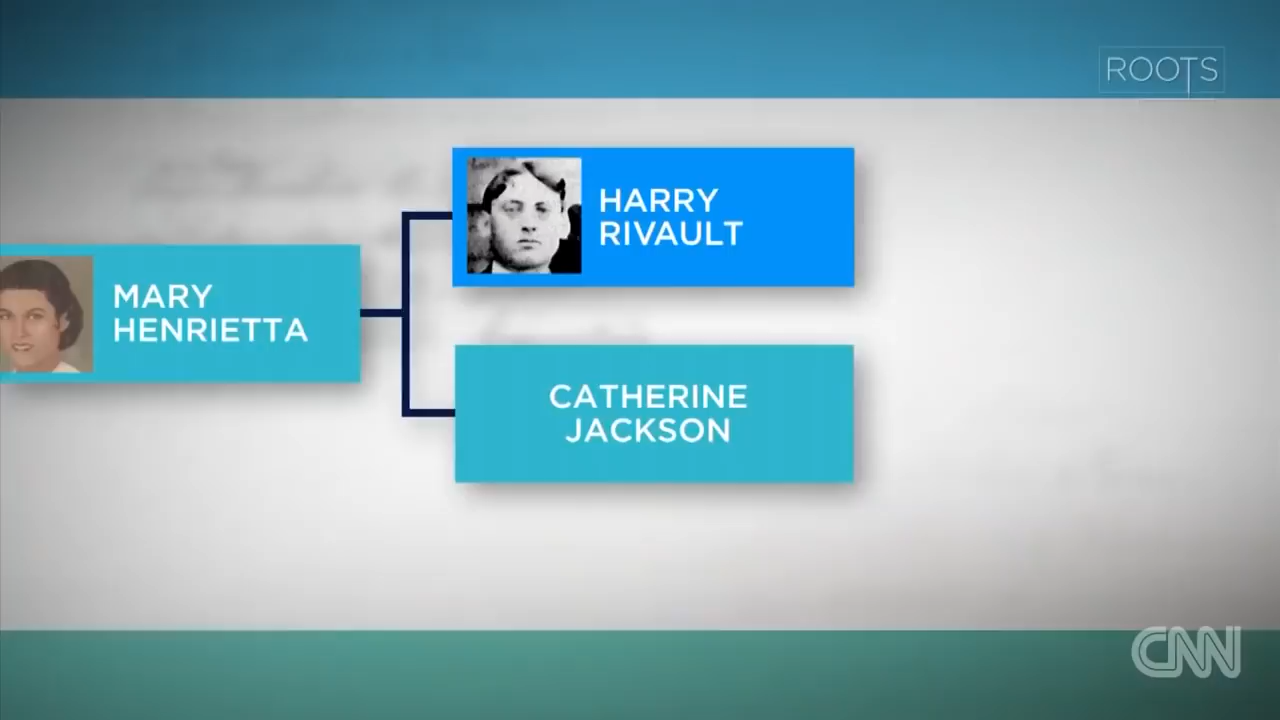 ROOTS
HARRY
RIVAULT
MARY
HENRIETTA
CATHERINE
JACKSON
CNN